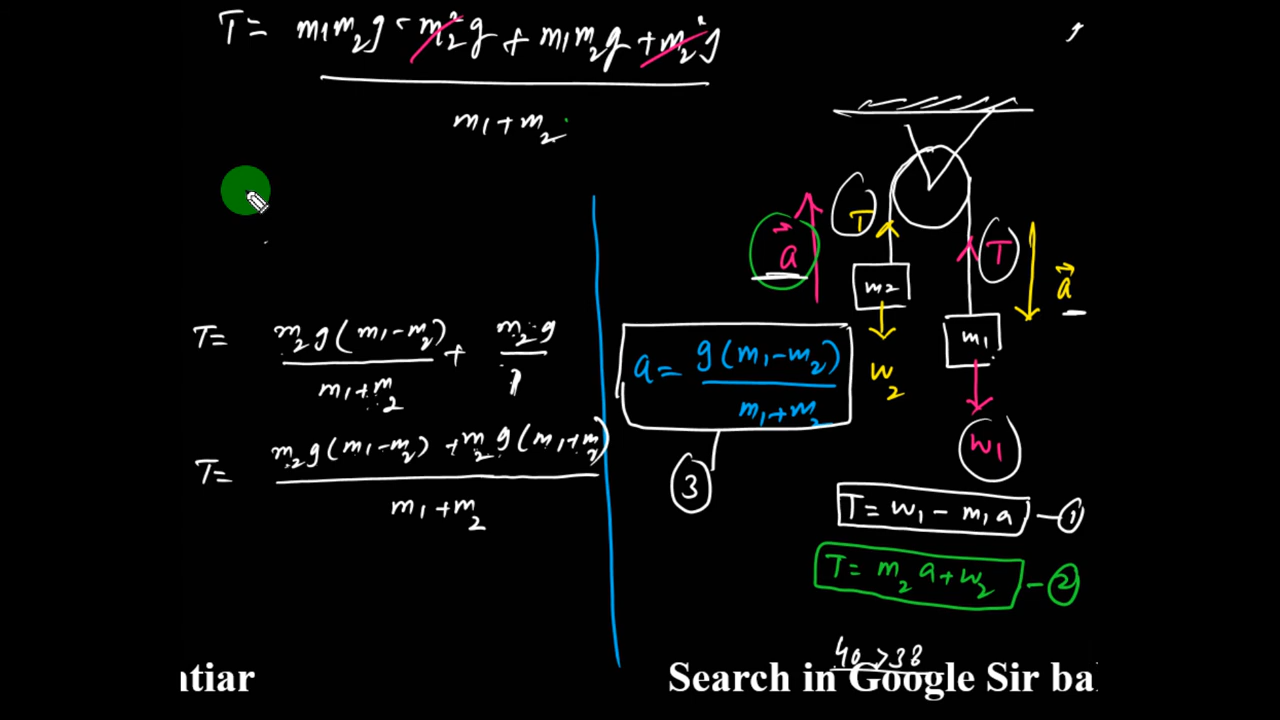 T = m1m2g - m2²g + m1m2g + m2²g
m1 + m2
T = m2g(m1-m2) + m2g
m1+m2 1
T = m2g(m1-m2) + m2g(m1+m2)
m1+m2
a = g(m1-m2)
m1+m2
3
a
T
m2
w2
T
m1
w1
a
T = w1 - m1a - 1
T = m2a + w2 - 2
40 > 38
ntiar
Search in Google Sir ba